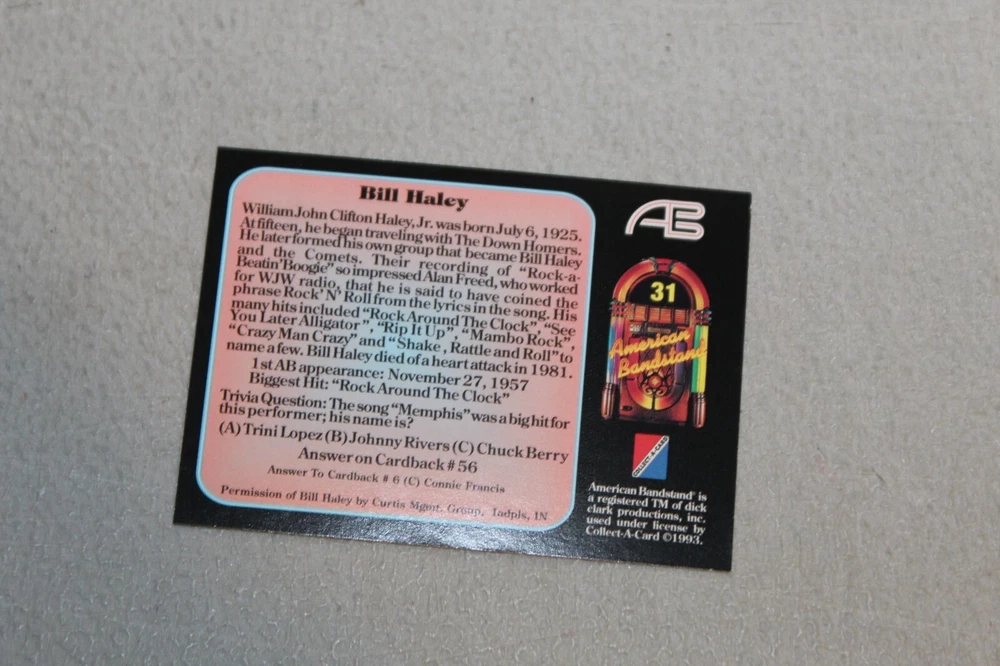 Bill Haley
William John Clifton Haley, Jr. was born July 6, 1925.
At fifteen, he began traveling with The Down Homers.
He later formed his own group that became Bill Haley
and the Comets. Their recording of "Rock-a-
Beatin' Boogie" so impressed Alan Freed, who worked
for WJW radio, that he is said to have coined the
phrase Rock' N' Roll from the lyrics in the song. His
many hits included "Rock Around The Clock", "See
You Later Alligator", "Rip It Up", "Mambo Rock",
"Crazy Man Crazy" and "Shake, Rattle and Roll" to
name a few. Bill Haley died of a heart attack in 1981.
1st AB appearance: November 27, 1957
Biggest Hit: "Rock Around The Clock"
Trivia Question: The song "Memphis" was a big hit for
this performer; his name is?
(A) Trini Lopez (B) Johnny Rivers (C) Chuck Berry
Answer on Cardback # 56
Answer To Cardback # 6 (C) Connie Francis
Permission of Bill Haley by Curtis Mgmt. Group, Indpls, IN
AB
31
American
Bandstand
COLLECT-A-CARD
American Bandstand® is
a registered TM of dick
clark productions, inc.
used under license by
Collect-A-Card ©1993.